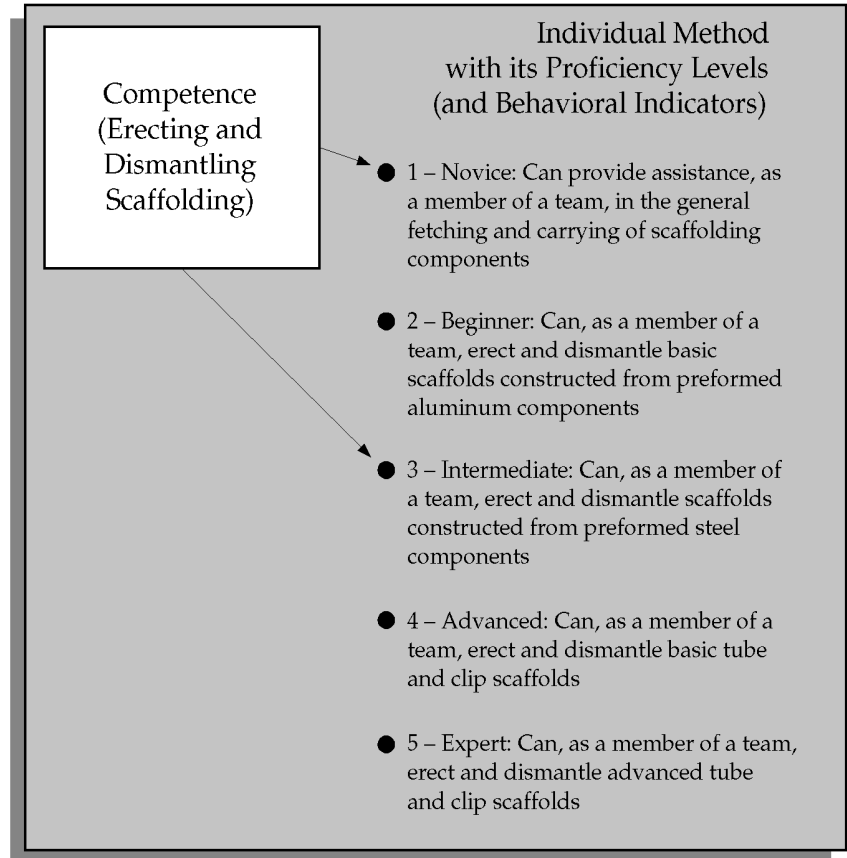 Individual Method
with its Proficiency Levels
(and Behavioral Indicators)
Competence
(Erecting and
Dismantling
Scaffolding)
1 – Novice: Can provide assistance, as
a member of a team, in the general
fetching and carrying of scaffolding
components
2 – Beginner: Can, as a member of a
team, erect and dismantle basic
scaffolds constructed from preformed
aluminum components
3 – Intermediate: Can, as a member of
a team, erect and dismantle scaffolds
constructed from preformed steel
components
4 – Advanced: Can, as a member of a
team, erect and dismantle basic tube
and clip scaffolds
5 – Expert: Can, as a member of a team,
erect and dismantle advanced tube
and clip scaffolds